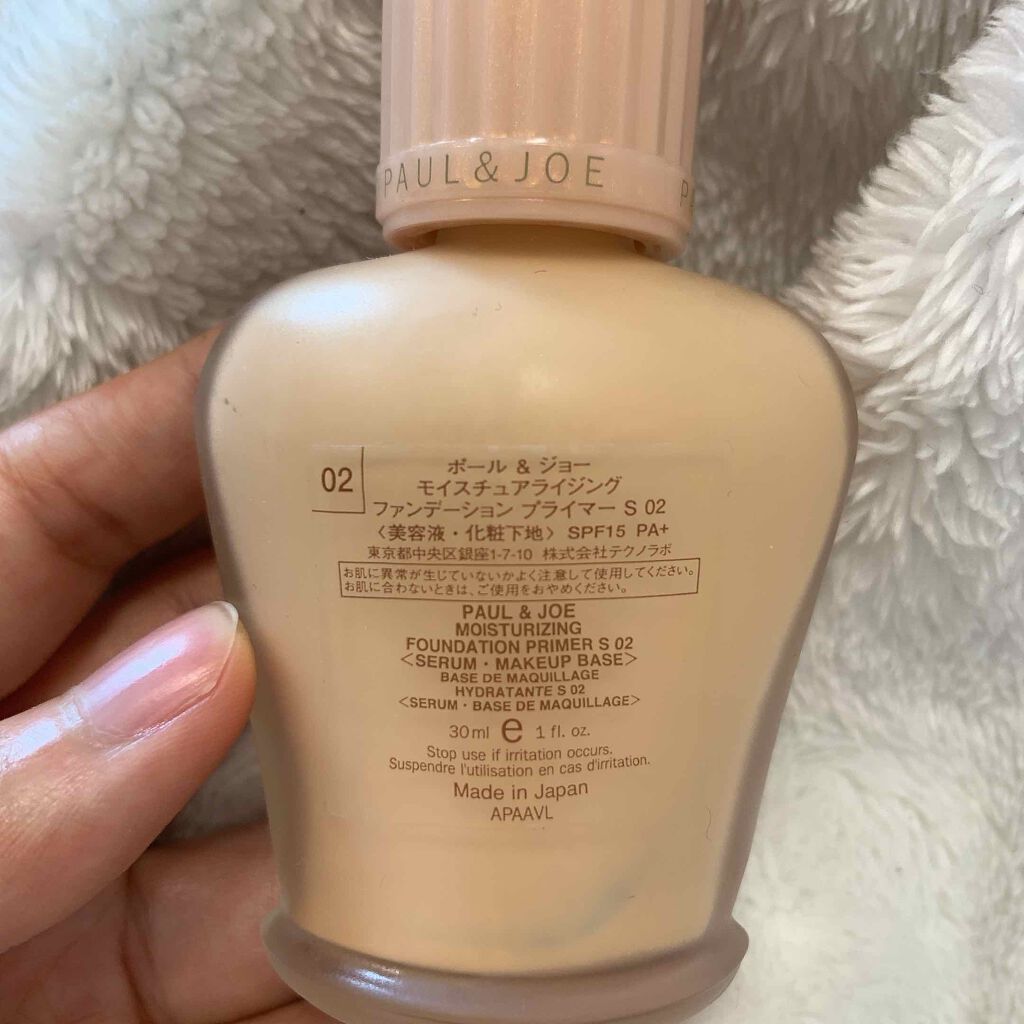 PAUL & JOE
02
ポール & ジョー
モイスチュアライジング
ファンデーション プライマー S 02
〈美容液・化粧下地〉 SPF15 PA+
東京都中央区銀座1-7-10 株式会社テクノラボ
お肌に異常が生じていないかよく注意して使用してください。
お肌に合わないときは、ご使用をおやめください。
PAUL & JOE
MOISTURIZING
FOUNDATION PRIMER S 02
<SERUM・MAKEUP BASE>
BASE DE MAQUILLAGE
HYDRATANTE S 02
<SERUM・BASE DE MAQUILLAGE>
30ml e 1 fl. oz.
Stop use if irritation occurs.
Suspendre l'utilisation en cas d'irritation.
Made in Japan
APAAVL